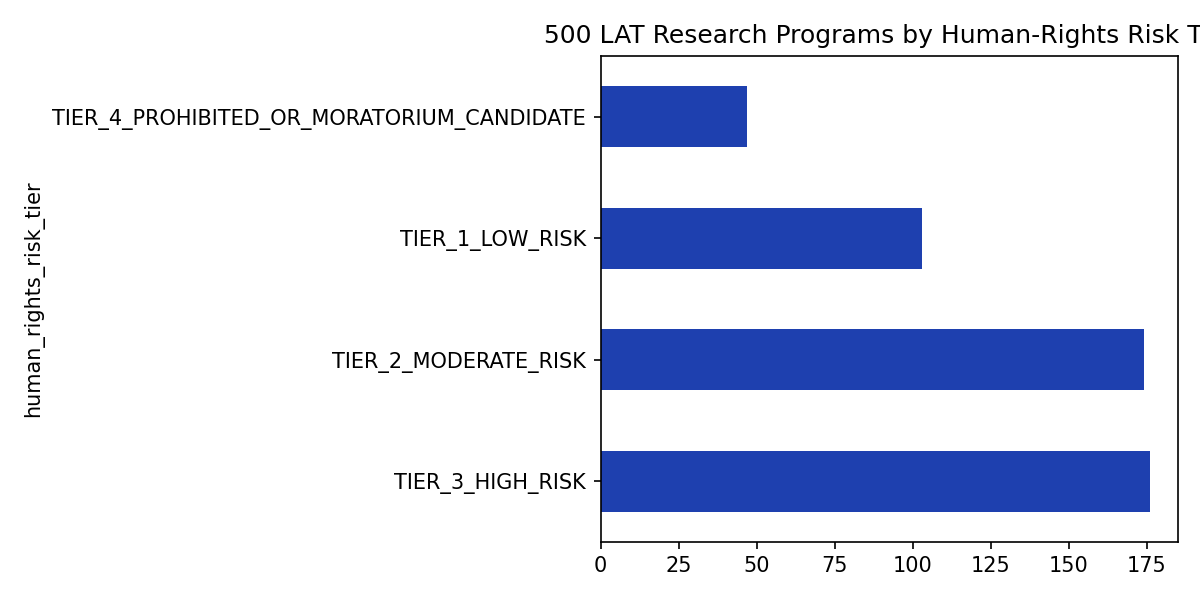 500 LAT Research Programs by Human-Rights Risk T
TIER_4_PROHIBITED_OR_MORATORIUM_CANDIDATE
TIER_1_LOW_RISK
human_rights_risk_tier
TIER_2_MODERATE_RISK
TIER_3_HIGH_RISK
0 25 50 75 100 125 150 175